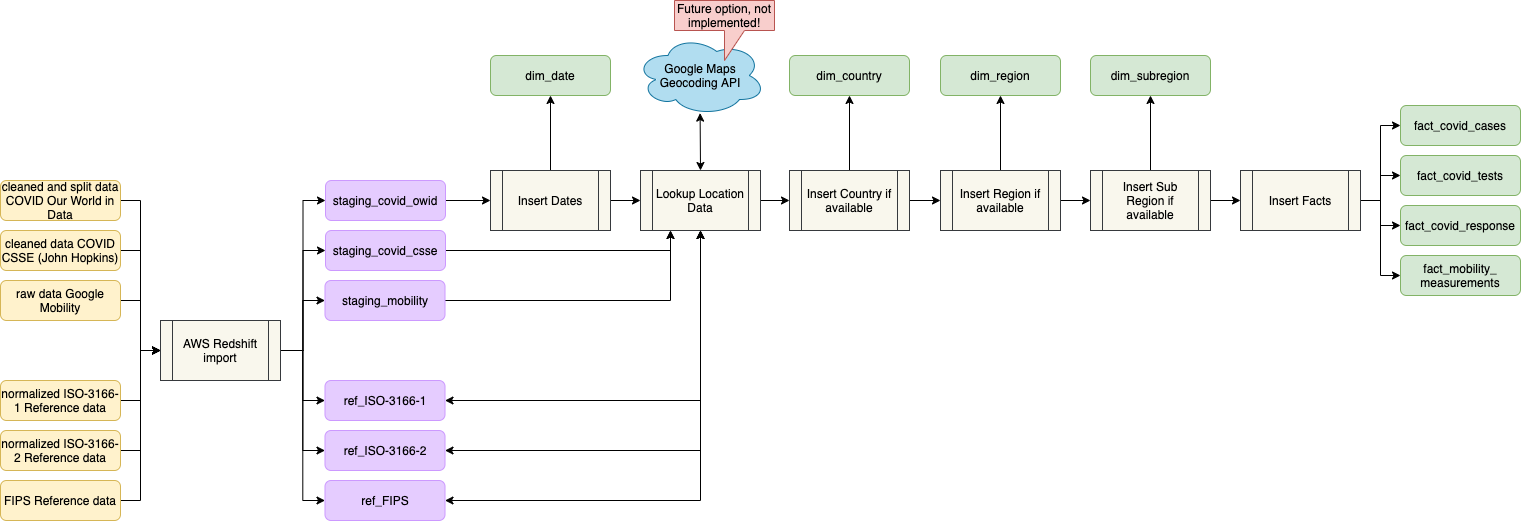 Future option, not
implemented!
dim_date
Google Maps
Geocoding API
dim_country
dim_region
dim_subregion
fact_covid_cases
fact_covid_tests
fact_covid_response
fact_mobility_
measurements
cleaned and split data
COVID Our World in
Data
cleaned data COVID
CSSE (John Hopkins)
raw data Google
Mobility
normalized ISO-3166-
1 Reference data
normalized ISO-3166-
2 Reference data
FIPS Reference data
AWS Redshift
import
staging_covid_owid
staging_covid_csse
staging_mobility
ref_ISO-3166-1
ref_ISO-3166-2
ref_FIPS
Insert Dates
Lookup Location
Data
Insert Country if
available
Insert Region if
available
Insert Sub
Region if
available
Insert Facts